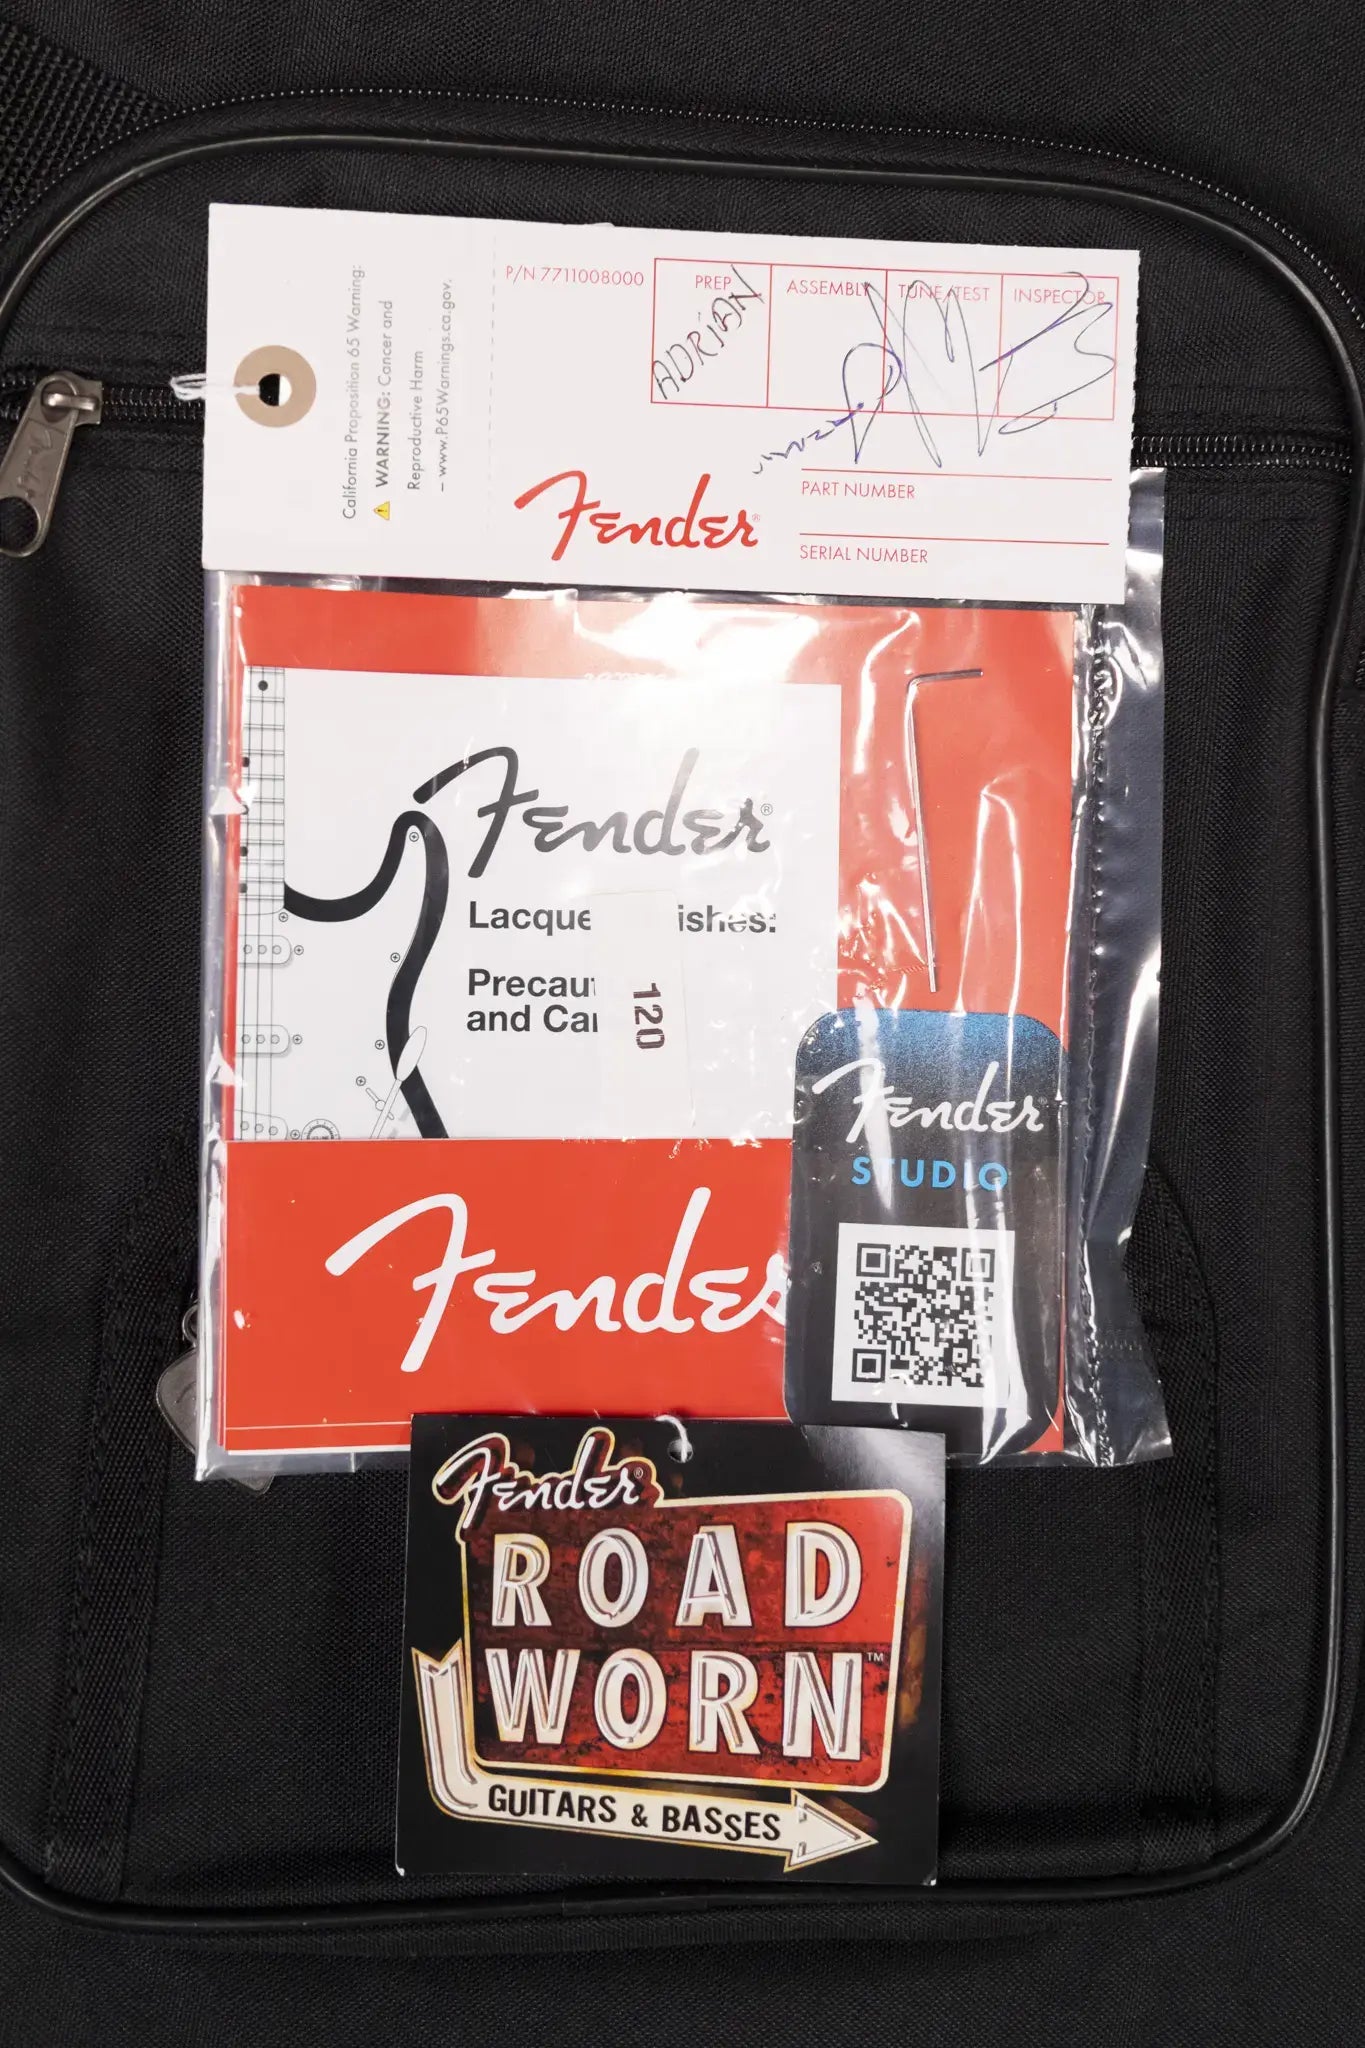 California Proposition 65 Warning:
WARNING: Cancer and
Reproductive Harm
– www.P65Warnings.ca.gov.
P/N 7711008000
PREP
ASSEMBLY
TUNE/TEST
INSPECTOR
ADRiAN
Fender®
PART NUMBER
SERIAL NUMBER
Fender®
Lacque ishes:
Precau
and Ca
120
Fender
STUDIO
Fender
Fender®
ROAD
WORN™
GUITARS & BASSES